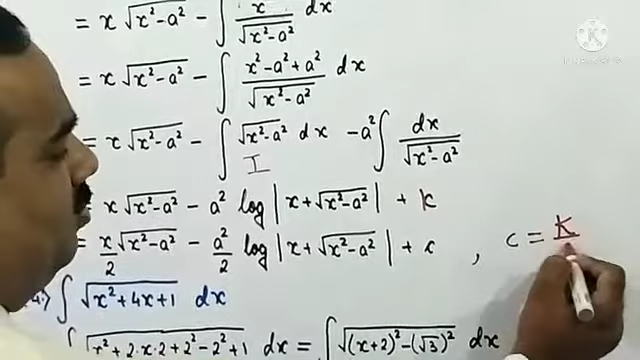 = x √x²-a² - ∫ x/√x²-a² dx
= x √x²-a² - ∫ x²-a²+a²/√x²-a² dx
= x √x²-a² - ∫ √x²-a² dx - a² ∫ dx/√x²-a²
I
x √x²-a² - a² log |x+√x²-a²| + k
= x/2 √x²-a² - a²/2 log |x+√x²-a²| + c , c = K
∫ √x²+4x+1 dx
∫ √x²+2·x·2+2²-2²+1 dx = ∫ √(x+2)²-(√3)² dx